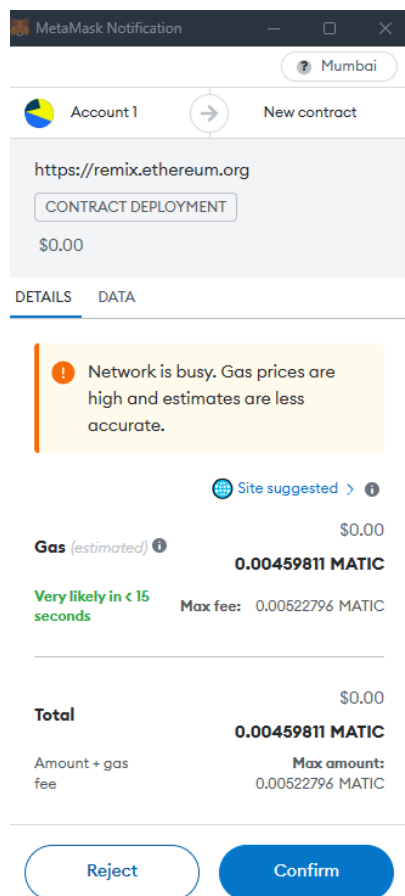 MetaMask Notification
? Mumbai
Account 1
New contract
https://remix.ethereum.org
CONTRACT DEPLOYMENT
$0.00
DETAILS DATA
Network is busy. Gas prices are
high and estimates are less
accurate.
Site suggested >
$0.00
Gas (estimated)
0.00459811 MATIC
Very likely in < 15
seconds
Max fee: 0.00522796 MATIC
$0.00
Total
0.00459811 MATIC
Amount + gas
fee
Max amount:
0.00522796 MATIC
Reject Confirm